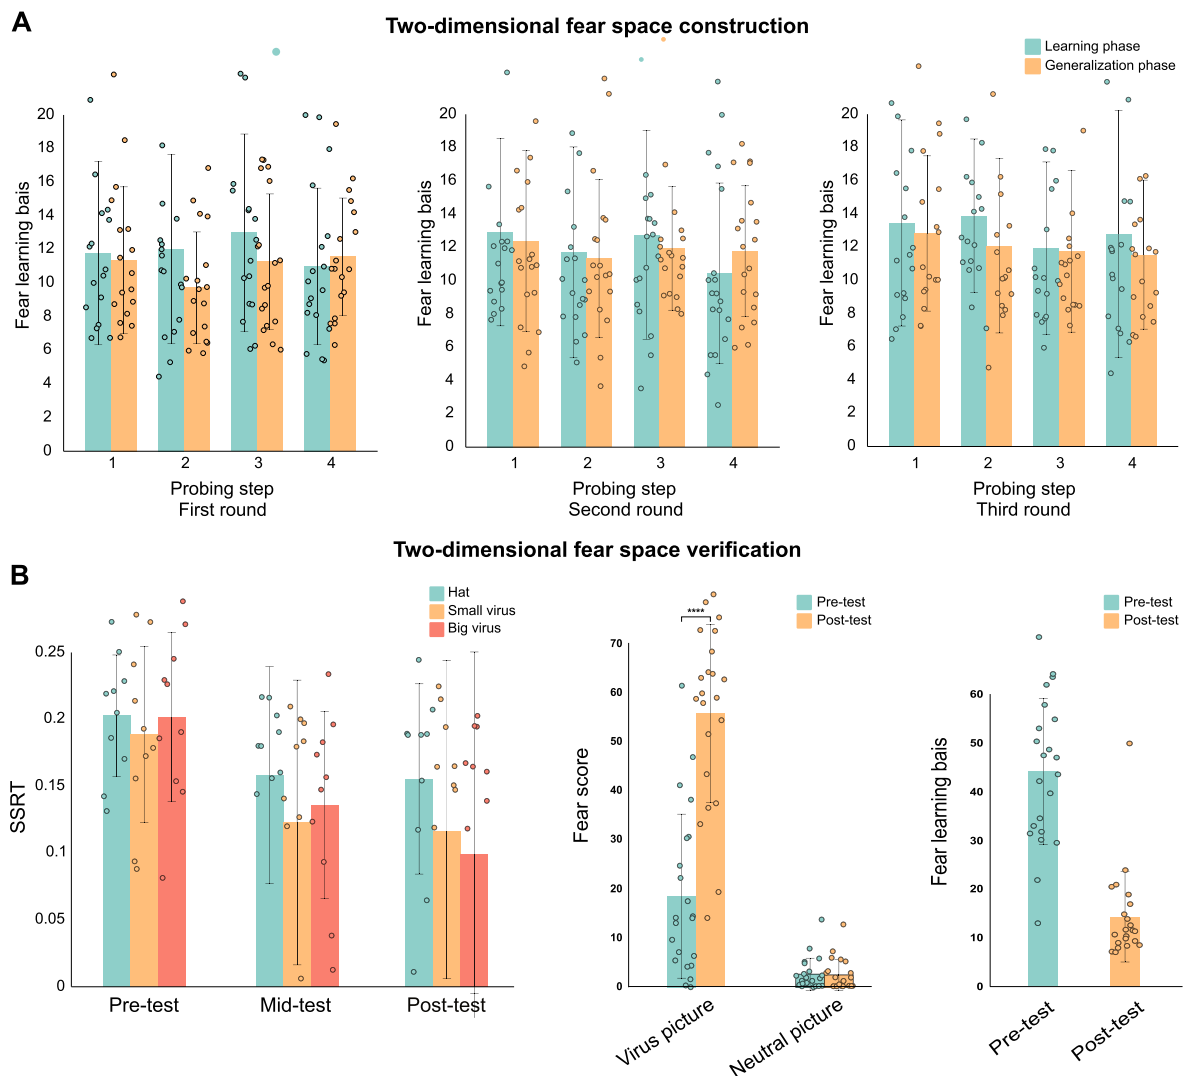 A
Two-dimensional fear space construction
Learning phase
Generalization phase
Fear learning bais
20
18
16
14
12
10
8
6
4
2
0
1 2 3 4
Probing step
First round
Fear learning bais
20
18
16
14
12
10
8
6
4
2
0
1 2 3 4
Probing step
Second round
Fear learning bais
20
18
16
14
12
10
8
6
4
2
0
1 2 3 4
Probing step
Third round
Two-dimensional fear space verification
B
Hat
Small virus
Big virus
SSRT
0.25
0.2
0.15
0.1
0.05
0
Pre-test Mid-test Post-test
Pre-test
Post-test
****
Fear score
70
60
50
40
30
20
10
0
Virus picture
Neutral picture
Pre-test
Post-test
Fear learning bais
60
50
40
30
20
10
0
Pre-test
Post-test